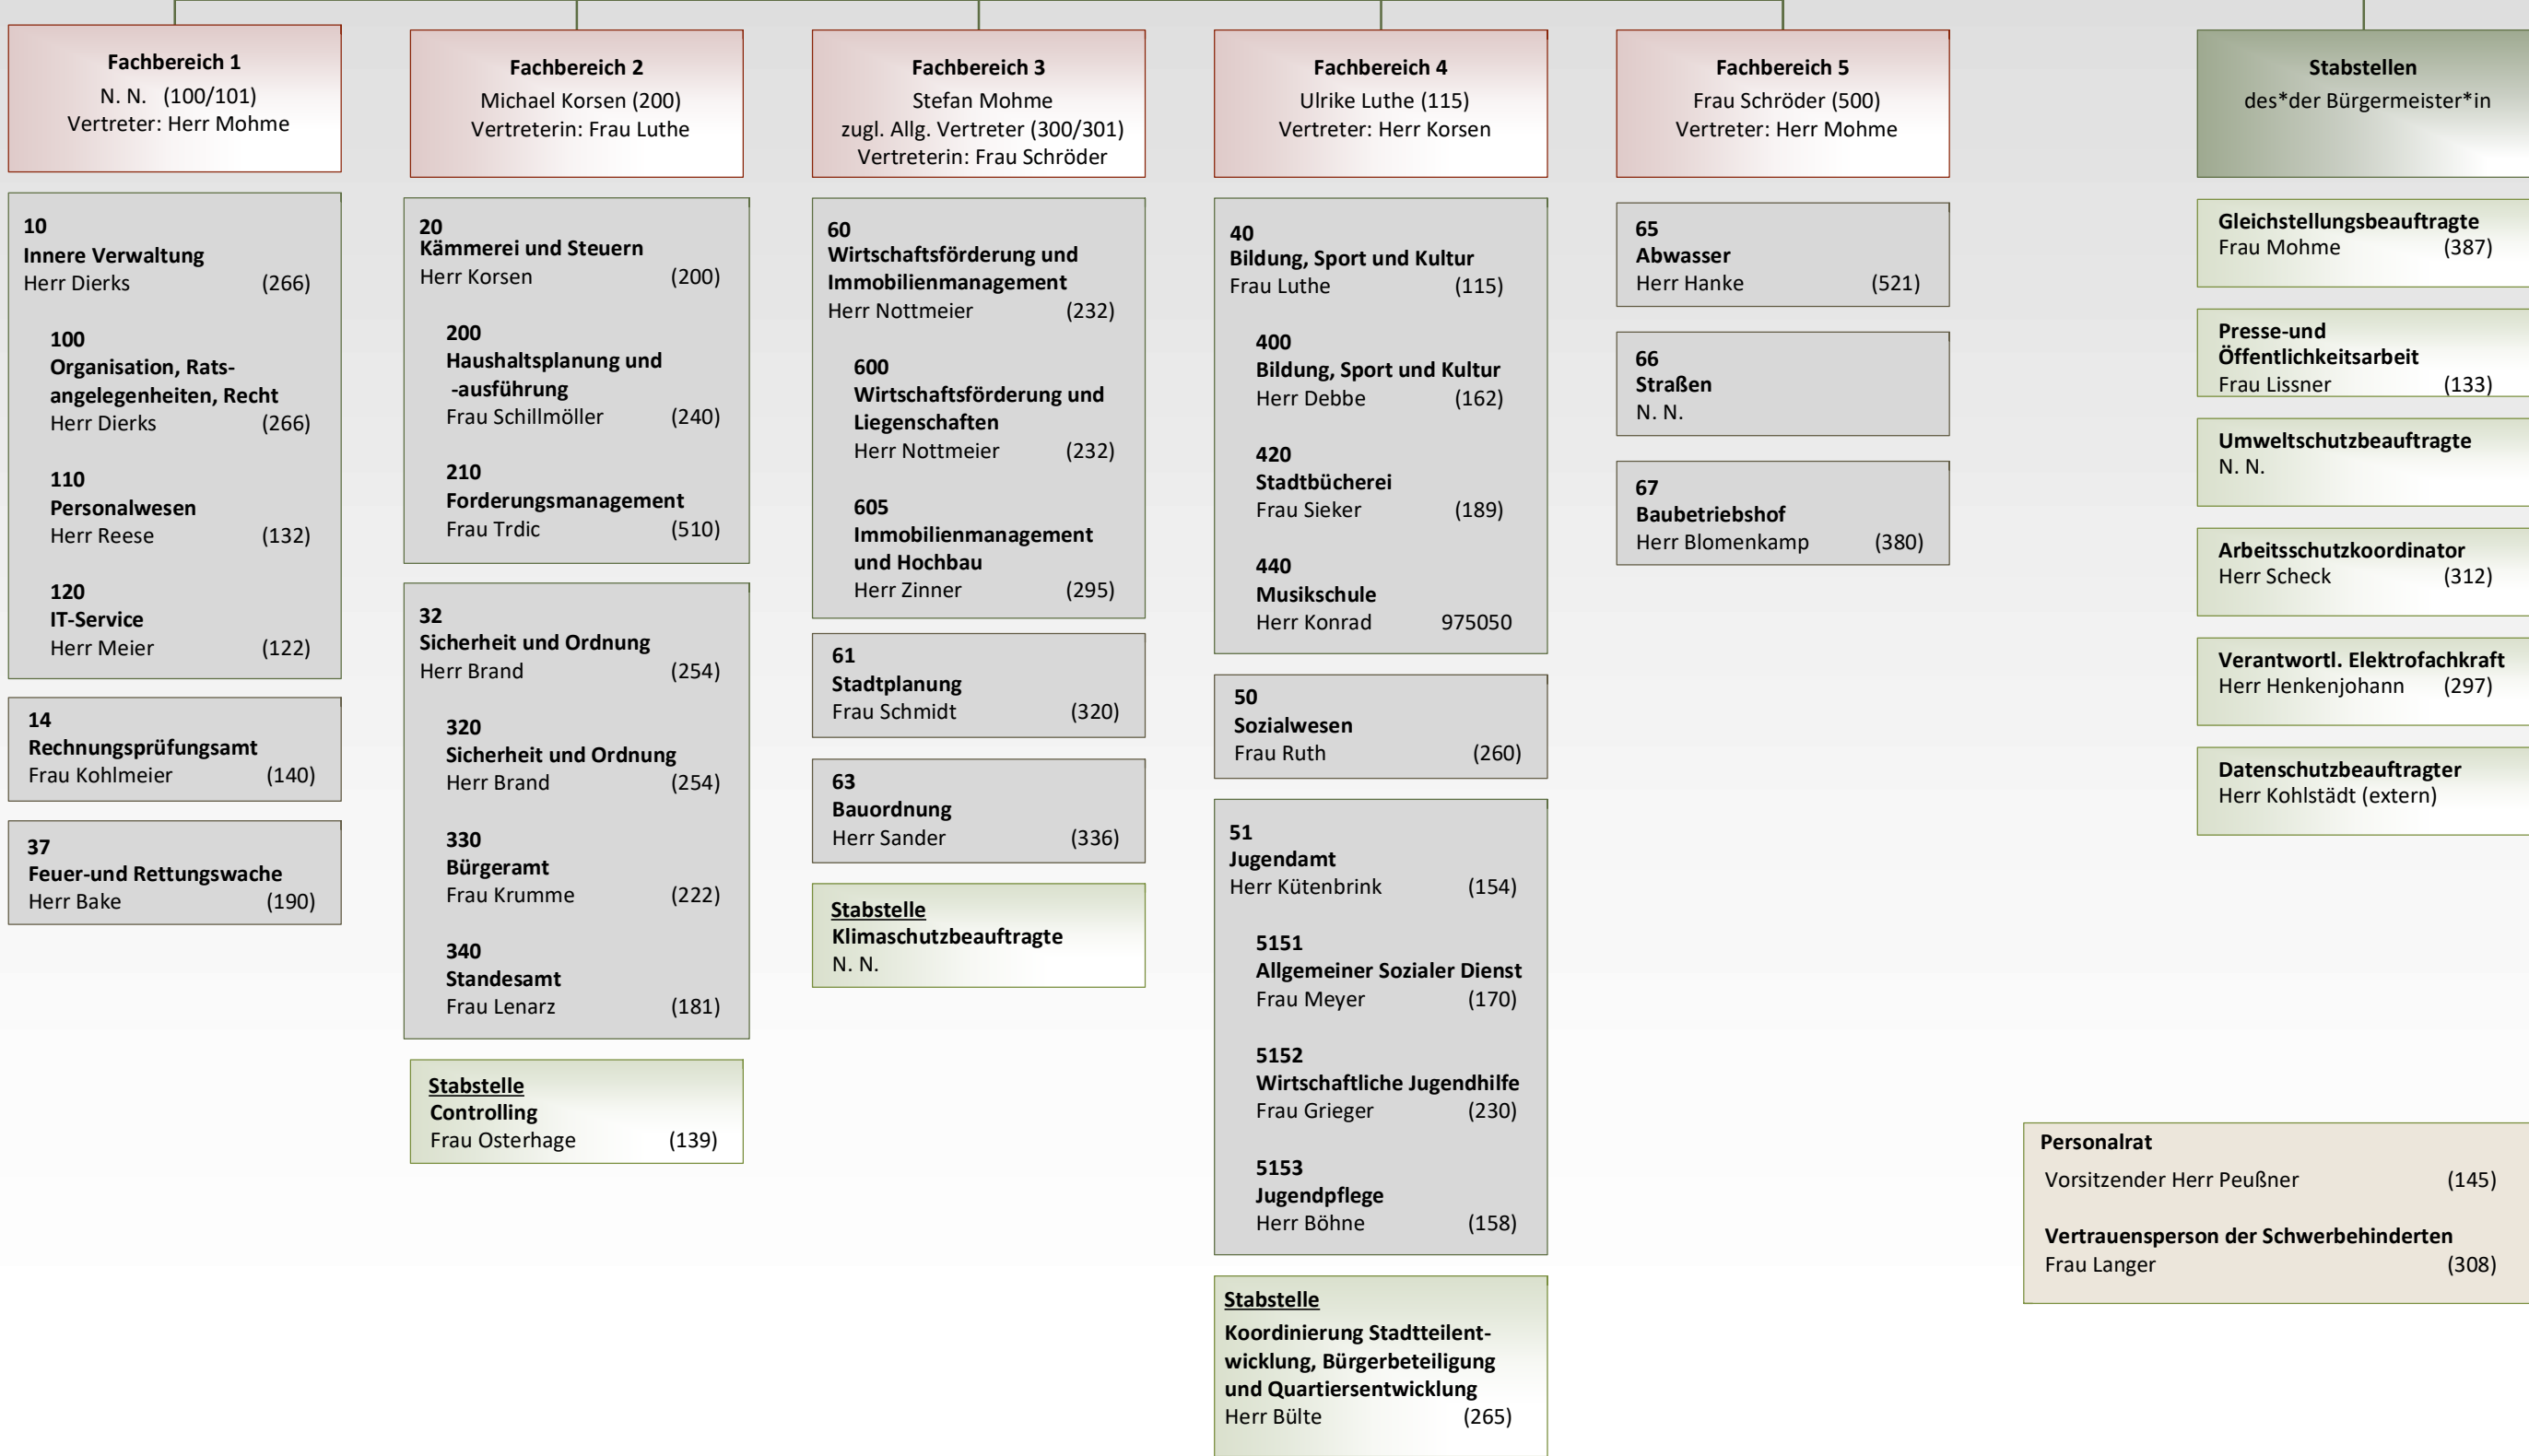 Fachbereich 1
N. N. (100/101)
Vertreter: Herr Mohme
10
Innere Verwaltung
Herr Dierks (266)
100
Organisation, Rats-
angelegenheiten, Recht
Herr Dierks (266)
110
Personalwesen
Herr Reese (132)
120
IT-Service
Herr Meier (122)
14
Rechnungsprüfungsamt
Frau Kohlmeier (140)
37
Feuer-und Rettungswache
Herr Bake (190)
Fachbereich 2
Michael Korsen (200)
Vertreterin: Frau Luthe
20
Kämmerei und Steuern
Herr Korsen (200)
200
Haushaltsplanung und
-ausführung
Frau Schillmöller (240)
210
Forderungsmanagement
Frau Trdic (510)
32
Sicherheit und Ordnung
Herr Brand (254)
320
Sicherheit und Ordnung
Herr Brand (254)
330
Bürgeramt
Frau Krumme (222)
340
Standesamt
Frau Lenarz (181)
Stabstelle
Controlling
Frau Osterhage (139)
Fachbereich 3
Stefan Mohme
zugl. Allg. Vertreter (300/301)
Vertreterin: Frau Schröder
60
Wirtschaftsförderung und
Immobilienmanagement
Herr Nottmeier (232)
600
Wirtschaftsförderung und
Liegenschaften
Herr Nottmeier (232)
605
Immobilienmanagement
und Hochbau
Herr Zinner (295)
61
Stadtplanung
Frau Schmidt (320)
63
Bauordnung
Herr Sander (336)
Stabstelle
Klimaschutzbeauftragte
N. N.
Fachbereich 4
Ulrike Luthe (115)
Vertreter: Herr Korsen
40
Bildung, Sport und Kultur
Frau Luthe (115)
400
Bildung, Sport und Kultur
Herr Debbe (162)
420
Stadtbücherei
Frau Sieker (189)
440
Musikschule
Herr Konrad 975050
50
Sozialwesen
Frau Ruth (260)
51
Jugendamt
Herr Kütenbrink (154)
5151
Allgemeiner Sozialer Dienst
Frau Meyer (170)
5152
Wirtschaftliche Jugendhilfe
Frau Grieger (230)
5153
Jugendpflege
Herr Böhne (158)
Stabstelle
Koordinierung Stadtteilent-
wicklung, Bürgerbeteiligung
und Quartiersentwicklung
Herr Bülte (265)
Fachbereich 5
Frau Schröder (500)
Vertreter: Herr Mohme
65
Abwasser
Herr Hanke (521)
66
Straßen
N. N.
67
Baubetriebshof
Herr Blomenkamp (380)
Stabstellen
des*der Bürgermeister*in
Gleichstellungsbeauftragte
Frau Mohme (387)
Presse-und
Öffentlichkeitsarbeit
Frau Lissner (133)
Umweltschutzbeauftragte
N. N.
Arbeitsschutzkoordinator
Herr Scheck (312)
Verantwortl. Elektrofachkraft
Herr Henkenjohann (297)
Datenschutzbeauftragter
Herr Kohlstädt (extern)
Personalrat
Vorsitzender Herr Peußner (145)
Vertrauensperson der Schwerbehinderten
Frau Langer (308)